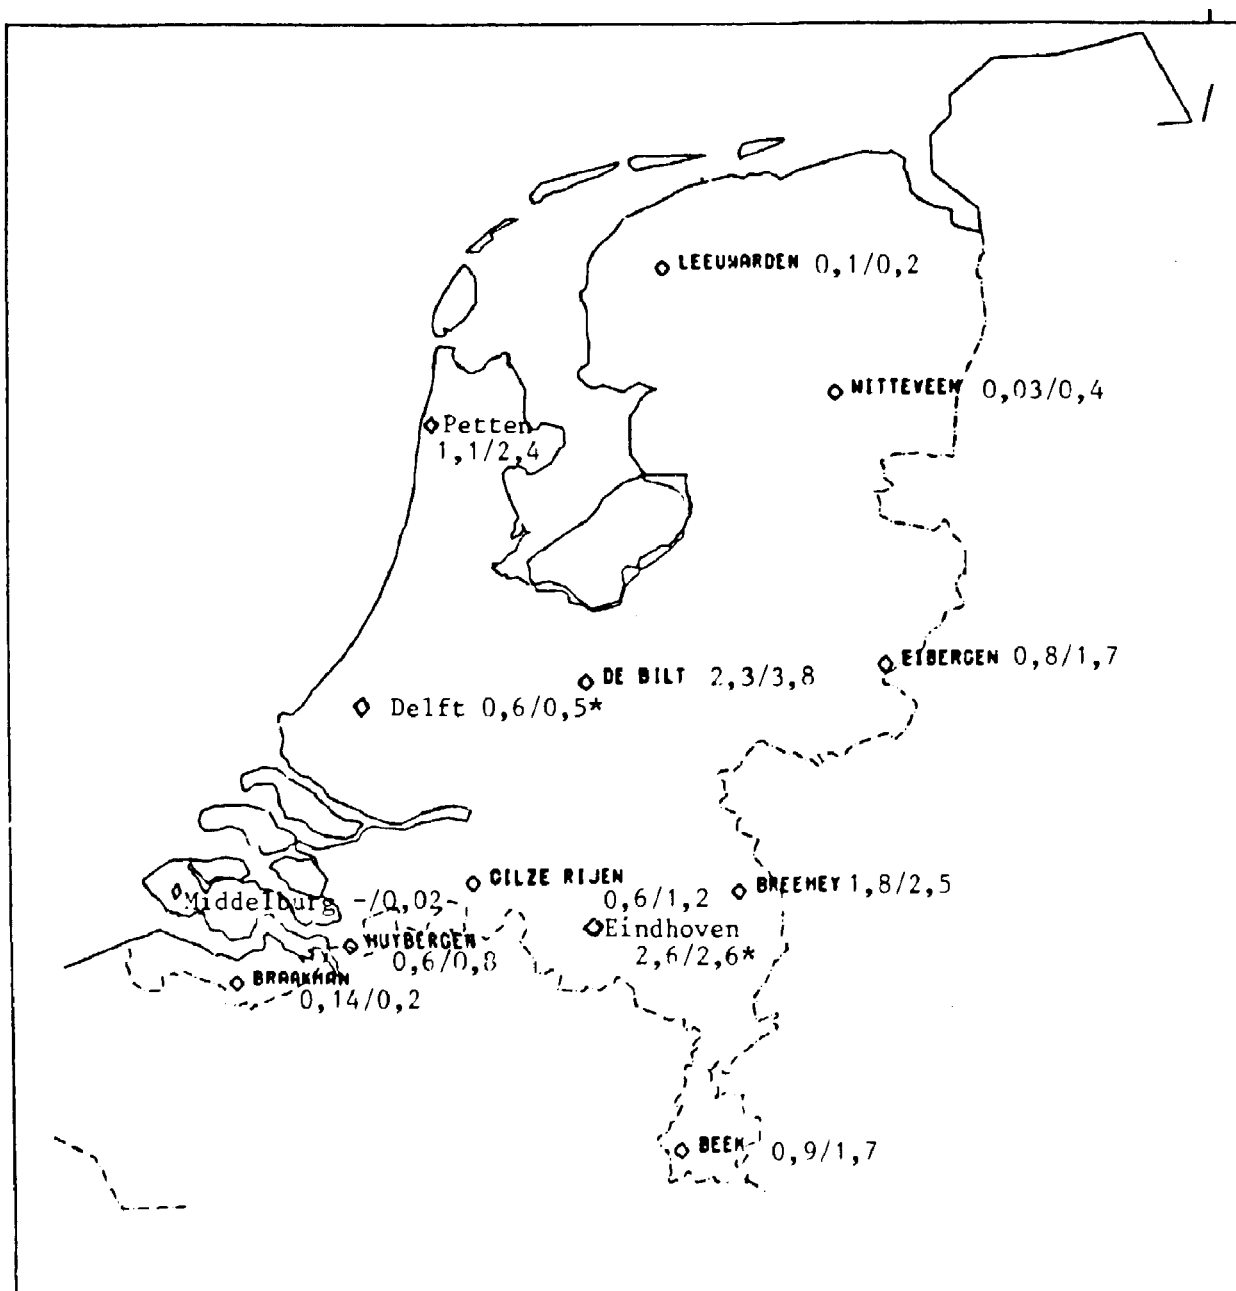 LEEUWARDEN 0,1/0,2
WITTEVEEN 0,03/0,4
Petten
1,1/2,4
EIBERGEN 0,8/1,7
DE BILT 2,3/3,8
Delft 0,6/0,5*
GILZE RIJEN
0,6/1,2
BREEHEY 1,8/2,5
Middelburg -/0,02
Eindhoven
2,6/2,6*
HUYBERGEN
0,6/0,8
BRAAKMAN
0,14/0,2
BEEK 0,9/1,7